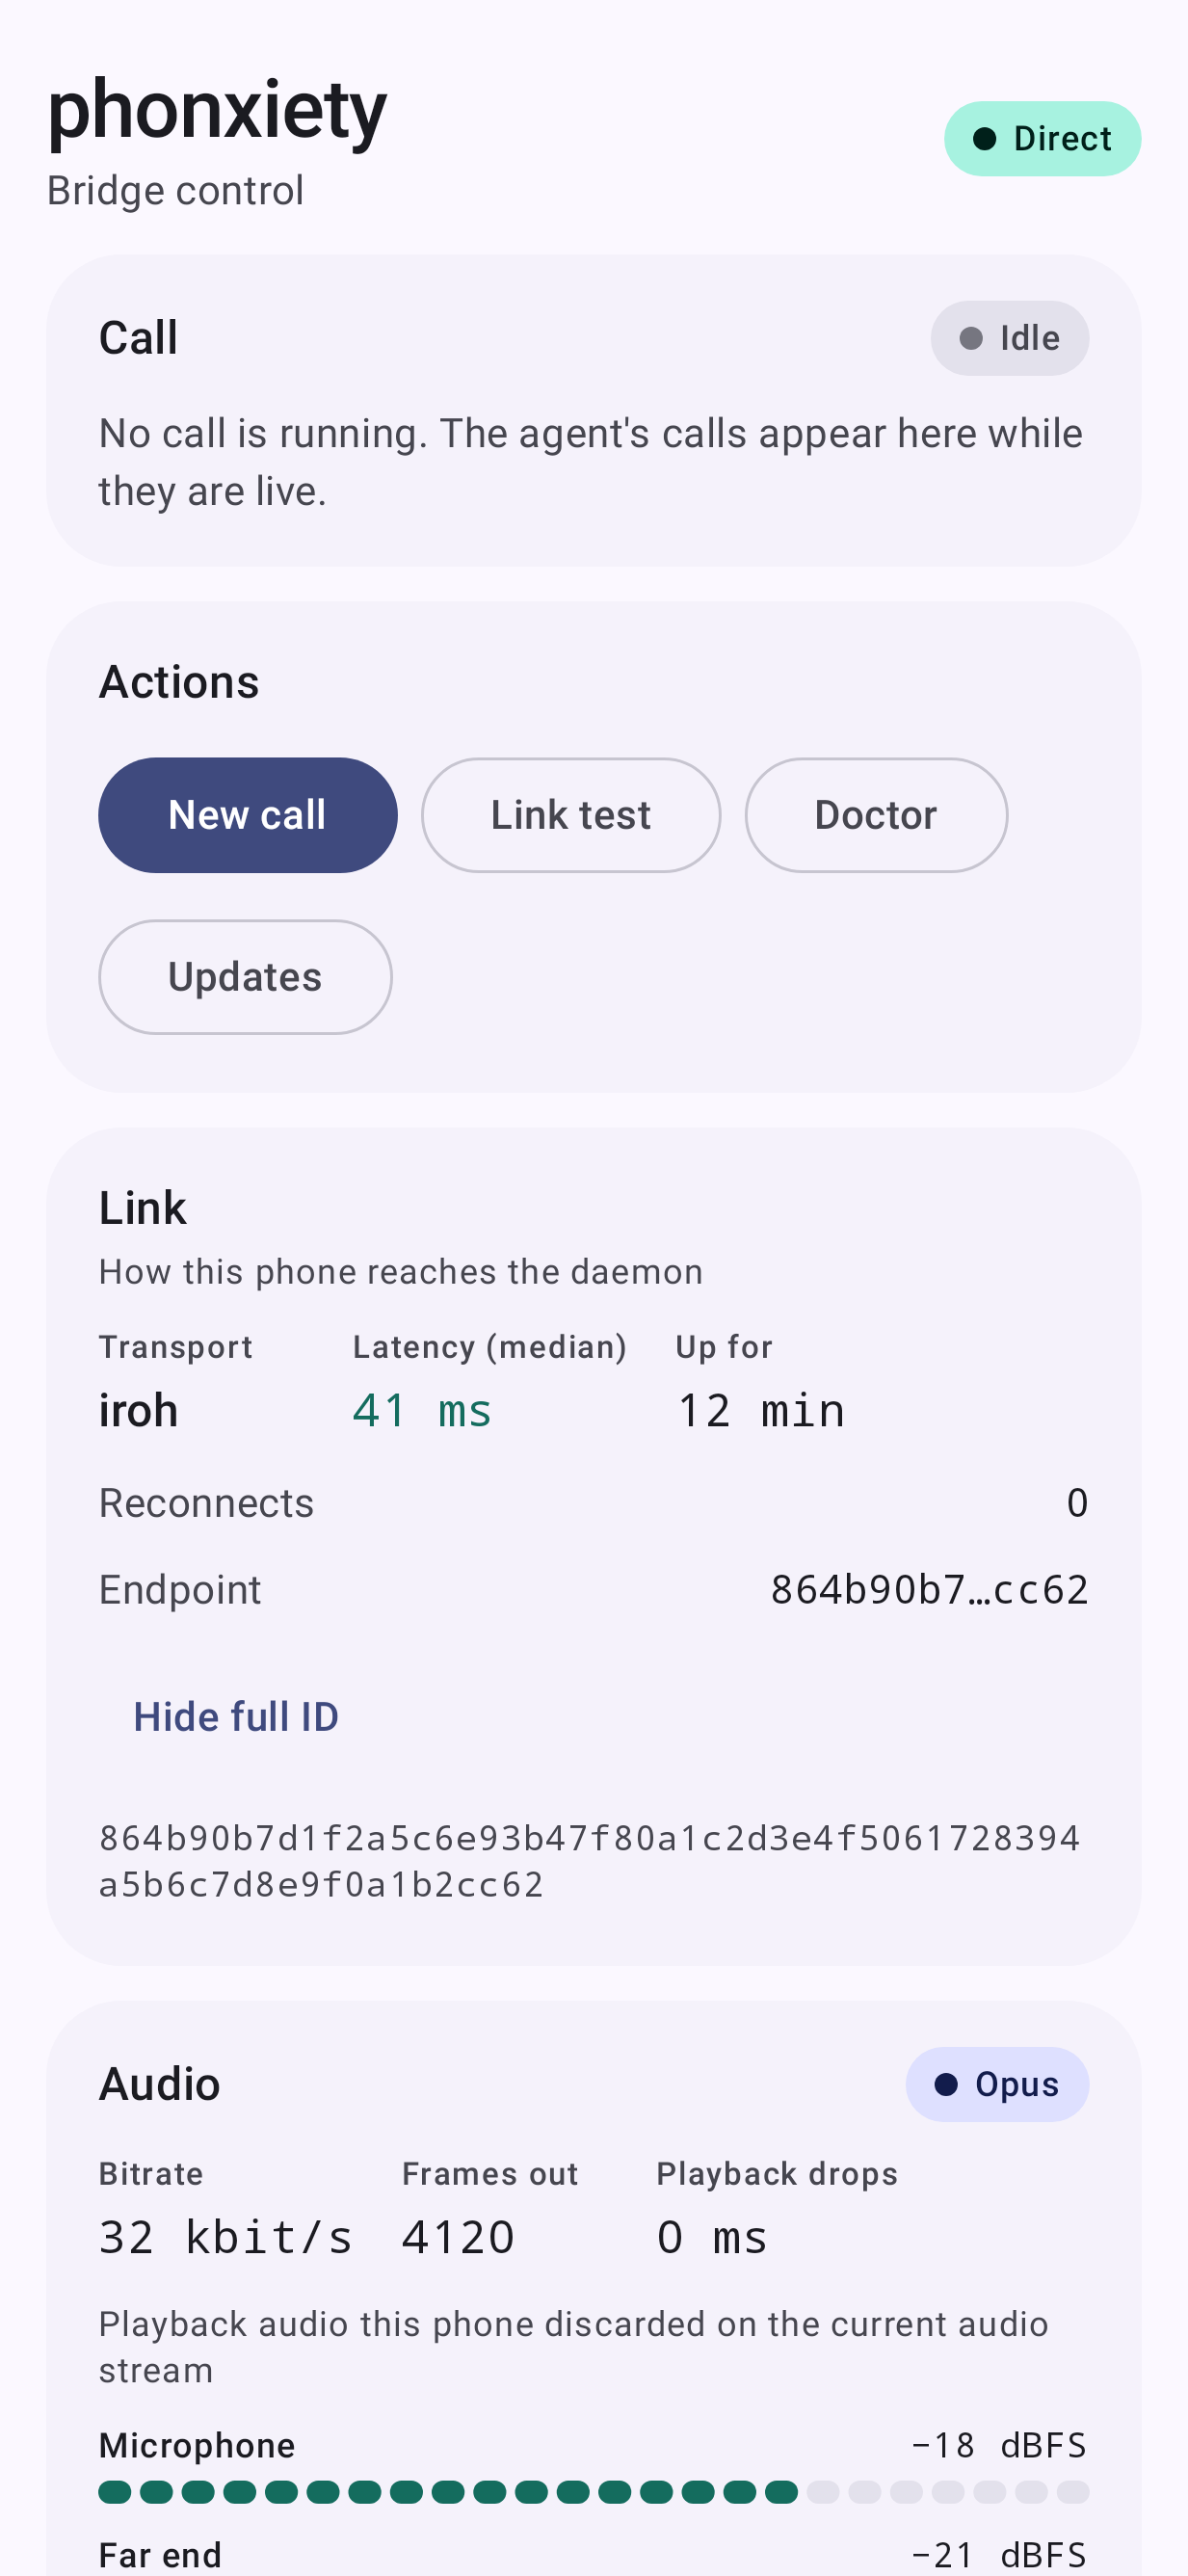 phonxiety
Direct
Bridge control
Call
Idle
No call is running. The agent's calls appear here while
they are live.
Actions
New call
Link test
Doctor
Updates
Link
How this phone reaches the daemon
Transport
Latency (median)
Up for
iroh
41 ms
12 min
Reconnects
0
Endpoint
864b90b7…cc62
Hide full ID
864b90b7d1f2a5c6e93b47f80a1c2d3e4f5061728394
a5b6c7d8e9f0a1b2cc62
Audio
Opus
Bitrate
Frames out
Playback drops
32 kbit/s
4120
0 ms
Playback audio this phone discarded on the current audio
stream
Microphone
−18 dBFS
Far end
−21 dBFS